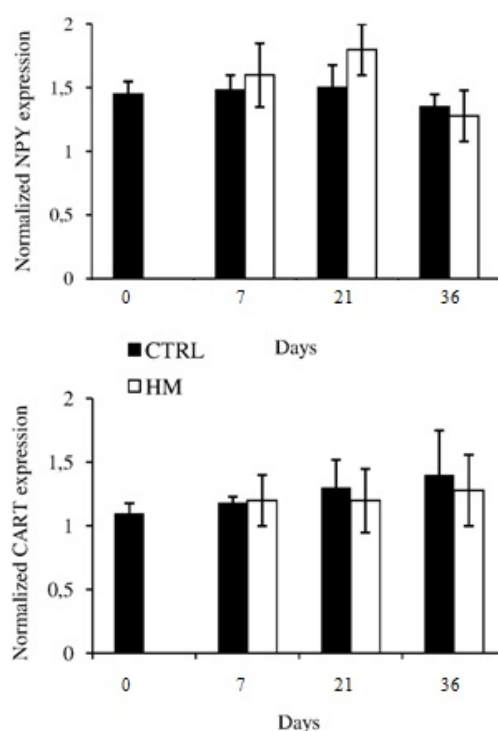 Normalized NPY expression
2
1,5
1
0,5
0
0 7 21 36
Days
CTRL
HM
Normalized CART expression
2
1,5
1
0,5
0
0 7 21 36
Days